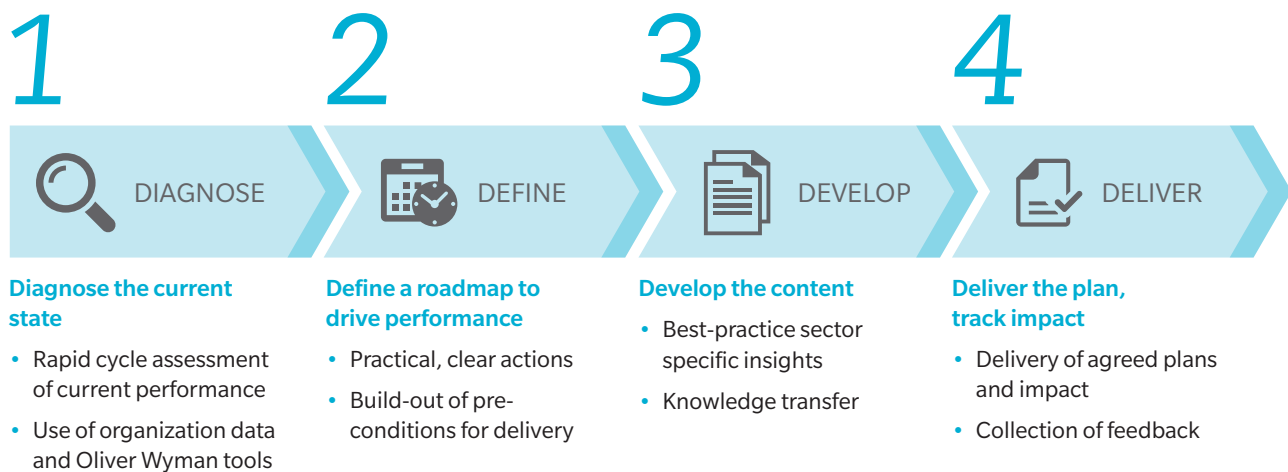 1
DIAGNOSE
Diagnose the current
state
• Rapid cycle assessment
of current performance
• Use of organization data
and Oliver Wyman tools
2
DEFINE
Define a roadmap to
drive performance
• Practical, clear actions
• Build-out of pre-
conditions for delivery
3
DEVELOP
Develop the content
• Best-practice sector
specific insights
• Knowledge transfer
4
DELIVER
Deliver the plan,
track impact
• Delivery of agreed plans
and impact
• Collection of feedback